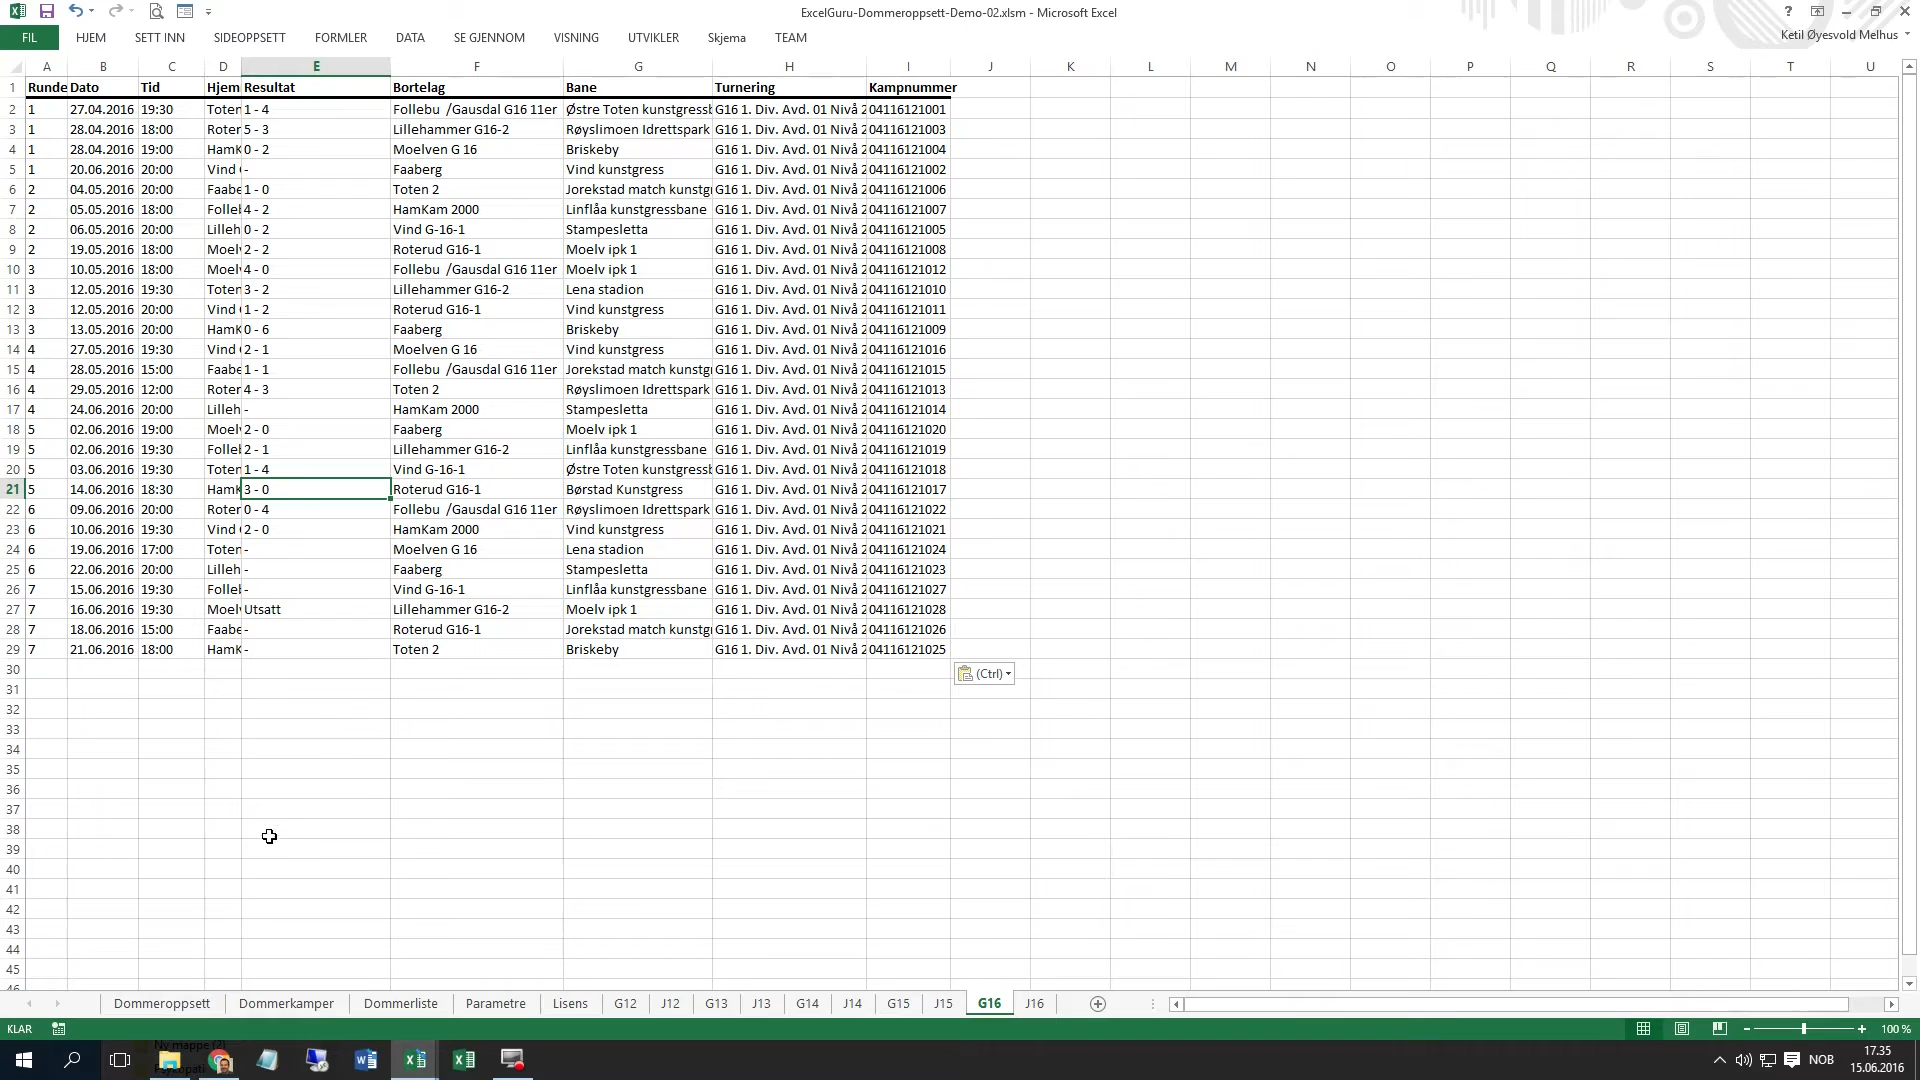 ExcelGuru-Dommeroppsett-Demo-02.xlsm - Microsoft Excel
?
FIL HJEM SETT INN SIDEOPPSETT FORMLER DATA SE GJENNOM VISNING UTVIKLER Skjema TEAM Ketil Øyesvold Melhus
A B C D E F G H I J K L M N O P Q R S T U
1 Runde Dato Tid Hjem Resultat Bortelag Bane Turnering Kampnummer
2 1 27.04.2016 19:30 Toten 1 - 4 Follebu /Gausdal G16 11er Østre Toten kunstgressb G16 1. Div. Avd. 01 Nivå 2 04116121001
3 1 28.04.2016 18:00 Roter 5 - 3 Lillehammer G16-2 Røyslimoen Idrettspark G16 1. Div. Avd. 01 Nivå 2 04116121003
4 1 28.04.2016 19:00 HamK 0 - 2 Moelven G 16 Briskeby G16 1. Div. Avd. 01 Nivå 2 04116121004
5 1 20.06.2016 20:00 Vind - Faaberg Vind kunstgress G16 1. Div. Avd. 01 Nivå 2 04116121002
6 2 04.05.2016 20:00 Faabe 1 - 0 Toten 2 Jorekstad match kunstg G16 1. Div. Avd. 01 Nivå 2 04116121006
7 2 05.05.2016 18:00 Folleb 4 - 2 HamKam 2000 Linflåa kunstgressbane G16 1. Div. Avd. 01 Nivå 2 04116121007
8 2 06.05.2016 20:00 Lilleh 0 - 2 Vind G-16-1 Stampesletta G16 1. Div. Avd. 01 Nivå 2 04116121005
9 2 19.05.2016 18:00 Moelv 2 - 2 Roterud G16-1 Moelv ipk 1 G16 1. Div. Avd. 01 Nivå 2 04116121008
10 3 10.05.2016 18:00 Moelv 4 - 0 Follebu /Gausdal G16 11er Moelv ipk 1 G16 1. Div. Avd. 01 Nivå 2 04116121012
11 3 12.05.2016 19:30 Toten 3 - 2 Lillehammer G16-2 Lena stadion G16 1. Div. Avd. 01 Nivå 2 04116121010
12 3 12.05.2016 20:00 Vind 1 - 2 Roterud G16-1 Vind kunstgress G16 1. Div. Avd. 01 Nivå 2 04116121011
13 3 13.05.2016 20:00 HamK 0 - 6 Faaberg Briskeby G16 1. Div. Avd. 01 Nivå 2 04116121009
14 4 27.05.2016 19:30 Vind 2 - 1 Moelven G 16 Vind kunstgress G16 1. Div. Avd. 01 Nivå 2 04116121016
15 4 28.05.2016 15:00 Faabe 1 - 1 Follebu /Gausdal G16 11er Jorekstad match kunstg G16 1. Div. Avd. 01 Nivå 2 04116121015
16 4 29.05.2016 12:00 Roter 4 - 3 Toten 2 Røyslimoen Idrettspark G16 1. Div. Avd. 01 Nivå 2 04116121013
17 4 24.06.2016 20:00 Lilleh - HamKam 2000 Stampesletta G16 1. Div. Avd. 01 Nivå 2 04116121014
18 5 02.06.2016 19:00 Moelv 2 - 0 Faaberg Moelv ipk 1 G16 1. Div. Avd. 01 Nivå 2 04116121020
19 5 02.06.2016 19:30 Folleb 2 - 1 Lillehammer G16-2 Linflåa kunstgressbane G16 1. Div. Avd. 01 Nivå 2 04116121019
20 5 03.06.2016 19:30 Toten 1 - 4 Vind G-16-1 Østre Toten kunstgressb G16 1. Div. Avd. 01 Nivå 2 04116121018
21 5 14.06.2016 18:30 HamK 3 - 0 Roterud G16-1 Børstad Kunstgress G16 1. Div. Avd. 01 Nivå 2 04116121017
22 6 09.06.2016 20:00 Roter 0 - 4 Follebu /Gausdal G16 11er Røyslimoen Idrettspark G16 1. Div. Avd. 01 Nivå 2 04116121022
23 6 10.06.2016 19:30 Vind 2 - 0 HamKam 2000 Vind kunstgress G16 1. Div. Avd. 01 Nivå 2 04116121021
24 6 19.06.2016 17:00 Toten - Moelven G 16 Lena stadion G16 1. Div. Avd. 01 Nivå 2 04116121024
25 6 22.06.2016 20:00 Lilleh - Faaberg Stampesletta G16 1. Div. Avd. 01 Nivå 2 04116121023
26 7 15.06.2016 19:30 Folleb - Vind G-16-1 Linflåa kunstgressbane G16 1. Div. Avd. 01 Nivå 2 04116121027
27 7 16.06.2016 19:30 Moelv Utsatt Lillehammer G16-2 Moelv ipk 1 G16 1. Div. Avd. 01 Nivå 2 04116121028
28 7 18.06.2016 15:00 Faabe - Roterud G16-1 Jorekstad match kunstg G16 1. Div. Avd. 01 Nivå 2 04116121026
29 7 21.06.2016 18:00 HamK - Toten 2 Briskeby G16 1. Div. Avd. 01 Nivå 2 04116121025
30 (Ctrl)
31
32
33
34
35
36
37
38
39
40
41
42
43
44
45
46
Dommeroppsett Dommerkamper Dommerliste Parametre Lisens G12 J12 G13 J13 G14 J14 G15 J15 G16 J16
KLAR 100 %
Ny mappe (2)
17.35
NOB
15.06.2016